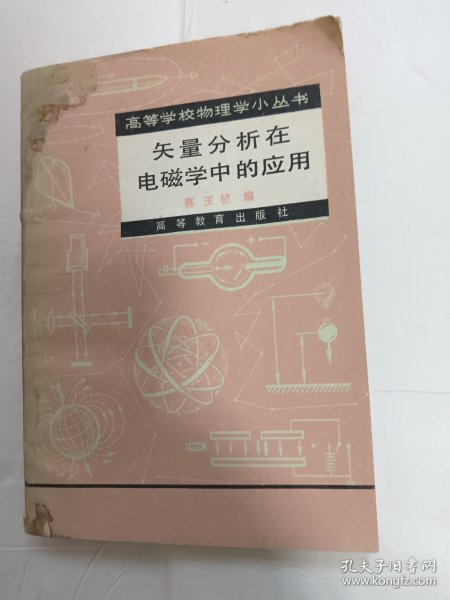 高等学校物理学小丛书
矢量分析在
电磁学中的应用
蒋玉桢 编
高等教育出版社
孔夫子旧书网
www.kongfz.com